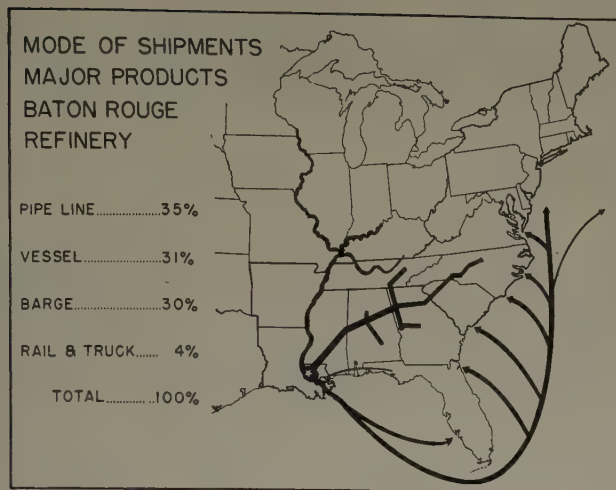 MODE OF SHIPMENTS
MAJOR PRODUCTS
BATON ROUGE
REFINERY
PIPE LINE..............35%
VESSEL..................31%
BARGE...................30%
RAIL & TRUCK...... 4%
TOTAL............100%